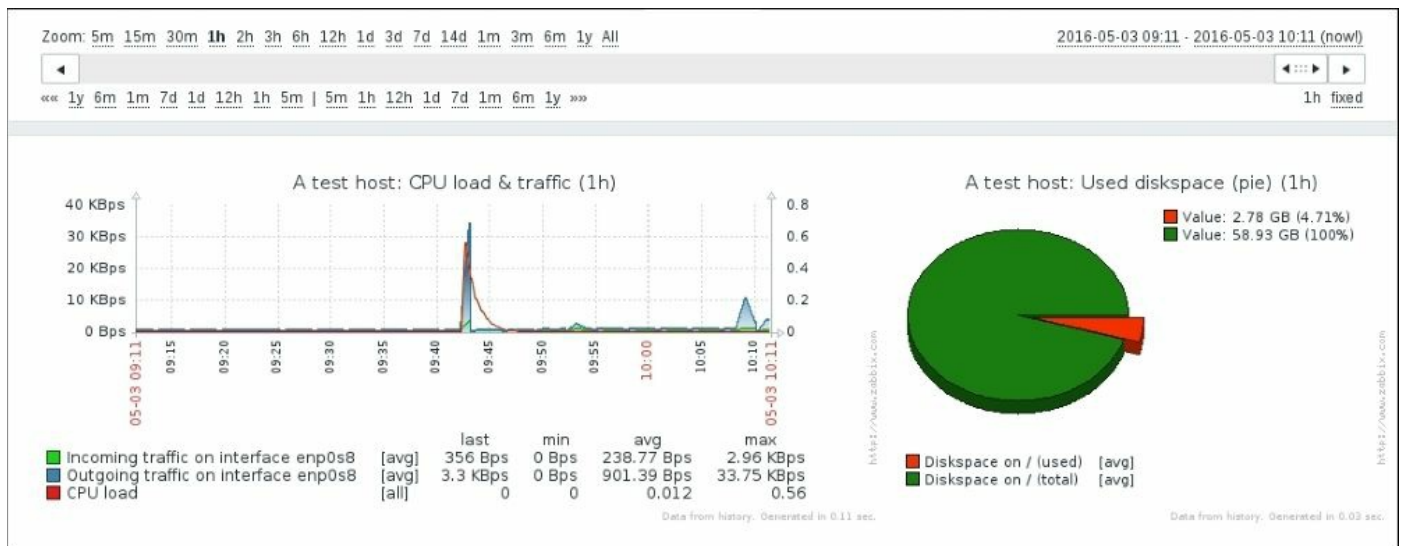 Zoom: 5m 15m 30m 1h 2h 3h 6h 12h 1d 3d 7d 14d 1m 3m 6m 1y All
2016-05-03 09:11 - 2016-05-03 10:11 (now!)
«« 1y 6m 1m 7d 1d 12h 1h 5m | 5m 1h 12h 1d 7d 1m 6m 1y »»
1h fixed
A test host: CPU load & traffic (1h)
40 KBps
30 KBps
20 KBps
10 KBps
0 Bps
0.8
0.6
0.4
0.2
0
05-03 09:11
09:15
09:20
09:25
09:30
09:35
09:40
09:45
09:50
09:55
10:00
10:05
10:10
05-03 10:11
last min avg max
Incoming traffic on interface enp0s8 [avg] 356 Bps 0 Bps 238.77 Bps 2.96 KBps
Outgoing traffic on interface enp0s8 [avg] 3.3 KBps 0 Bps 901.39 Bps 33.75 KBps
CPU load [all] 0 0 0.012 0.56
http://www.zabbix.com
Data from history. Generated in 0.11 sec.
A test host: Used diskspace (pie) (1h)
Value: 2.78 GB (4.71%)
Value: 58.93 GB (100%)
Diskspace on / (used) [avg]
Diskspace on / (total) [avg]
http://www.zabbix.com
Data from history. Generated in 0.03 sec.